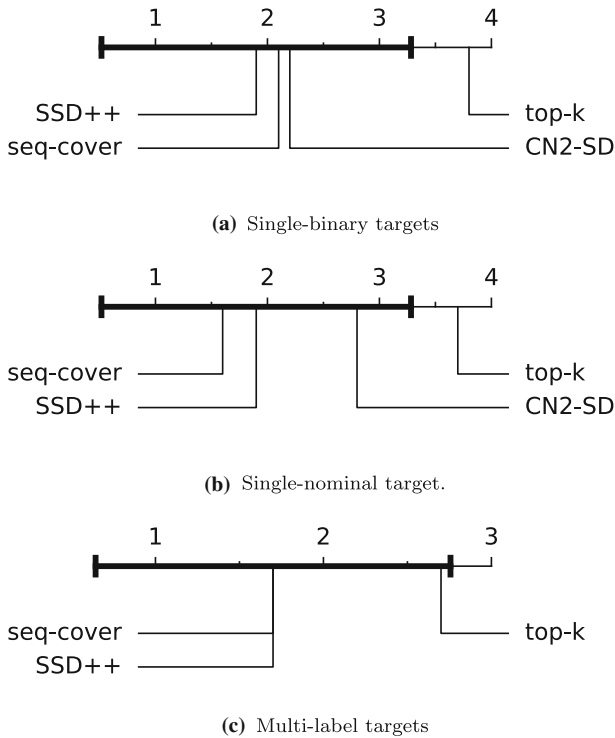 1 2 3 4
SSD++ top-k
seq-cover CN2-SD
(a) Single-binary targets
1 2 3 4
seq-cover top-k
SSD++ CN2-SD
(b) Single-nominal target.
1 2 3
seq-cover top-k
SSD++
(c) Multi-label targets